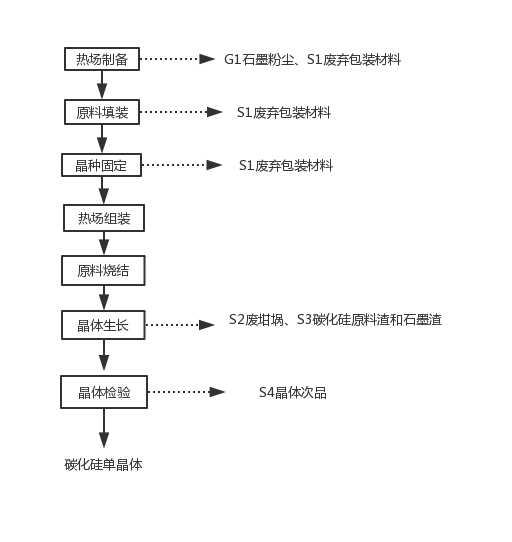 热场制备
G1石墨粉尘、S1废弃包装材料
原料填装
S1废弃包装材料
晶种固定
S1废弃包装材料
热场组装
原料烧结
晶体生长
S2废坩埚、S3碳化硅原料渣和石墨渣
晶体检验
S4晶体次品
碳化硅单晶体